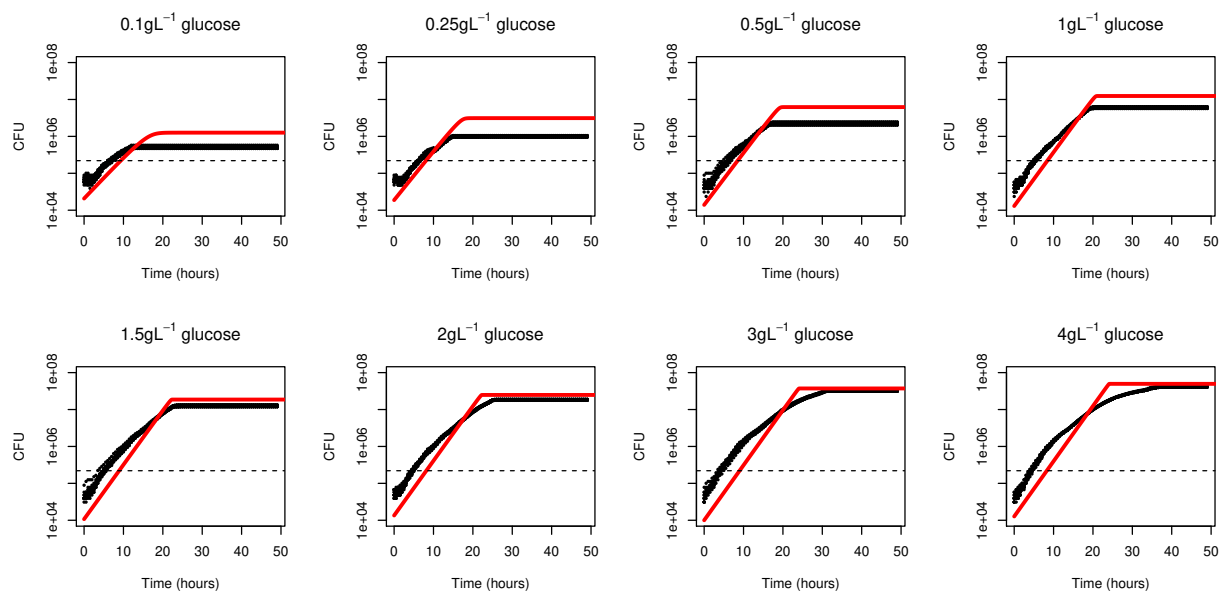 0.1gL⁻¹ glucose
1e+08
1e+06
1e+04
CFU
0 10 20 30 40 50
Time (hours)
0.25gL⁻¹ glucose
1e+08
1e+06
1e+04
CFU
0 10 20 30 40 50
Time (hours)
0.5gL⁻¹ glucose
1e+08
1e+06
1e+04
CFU
0 10 20 30 40 50
Time (hours)
1gL⁻¹ glucose
1e+08
1e+06
1e+04
CFU
0 10 20 30 40 50
Time (hours)
1.5gL⁻¹ glucose
1e+08
1e+06
1e+04
CFU
0 10 20 30 40 50
Time (hours)
2gL⁻¹ glucose
1e+08
1e+06
1e+04
CFU
0 10 20 30 40 50
Time (hours)
3gL⁻¹ glucose
1e+08
1e+06
1e+04
CFU
0 10 20 30 40 50
Time (hours)
4gL⁻¹ glucose
1e+08
1e+06
1e+04
CFU
0 10 20 30 40 50
Time (hours)